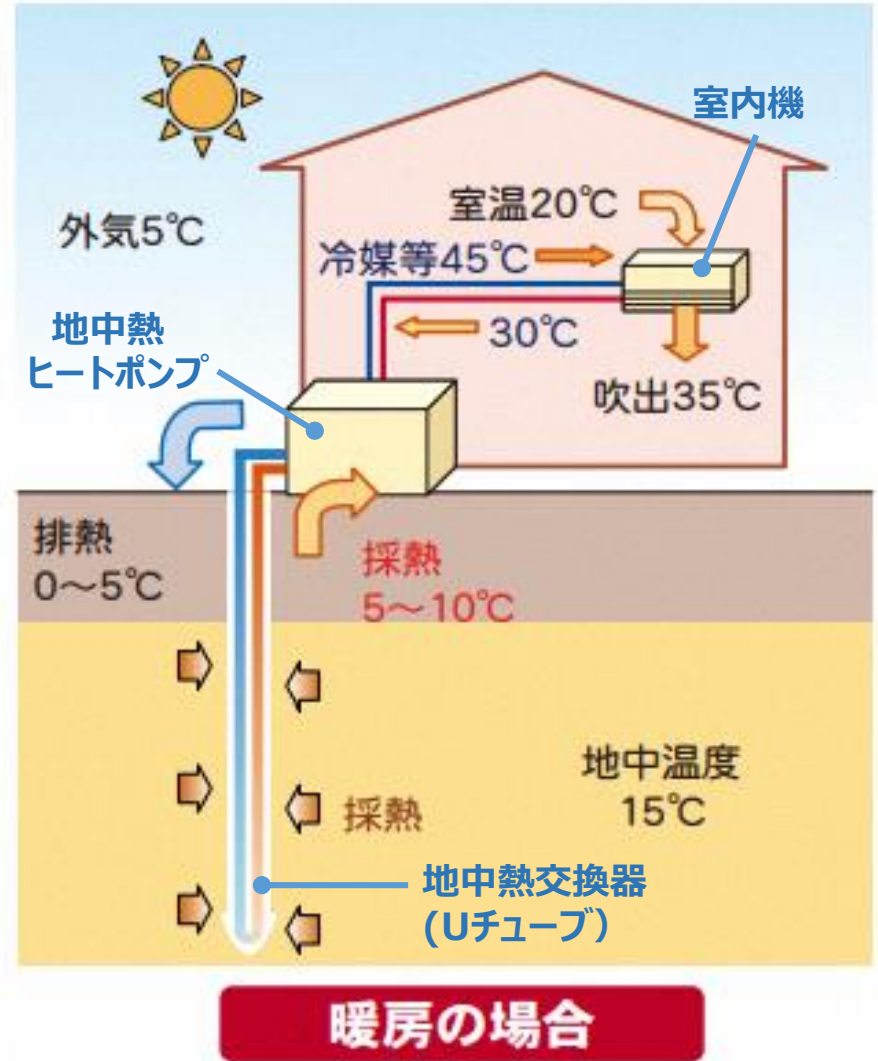 室内機
室温20℃
外気5℃
冷媒等45℃
地中熱
ヒートポンプ
30℃
吹出35℃
排熱
0〜5℃
採熱
5〜10℃
地中温度
15℃
採熱
地中熱交換器
(Uチューブ）
暖房の場合